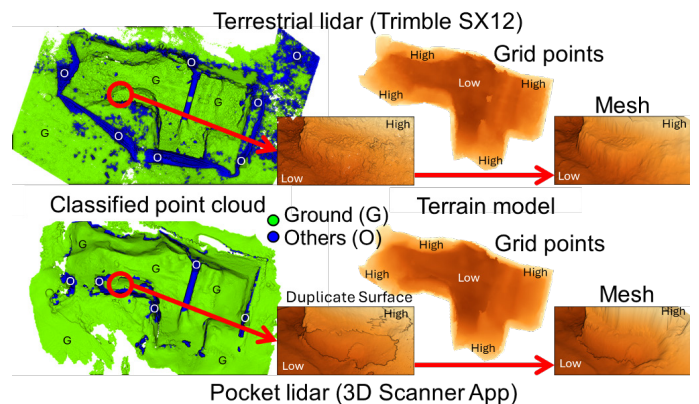 Terrestrial lidar (Trimble SX12)
O
O
O
High
Grid points
G
Low
High
G
O
High
Mesh
G
O
O
O
High
High
High
Low
Low
Classified point cloud
Ground (G)
Others (O)
Terrain model
Grid points
G
High
O
G
High
Low
O
O
Duplicate Surface
Mesh
G
O
High
High
High
G
G
High
Low
Low
Pocket lidar (3D Scanner App)